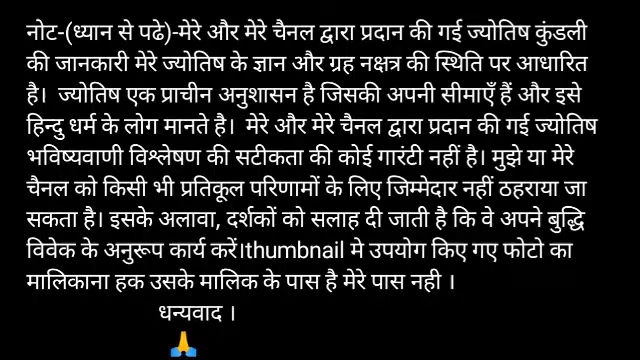 नोट-(ध्यान से पढे)-मेरे और मेरे चैनल द्वारा प्रदान की गई ज्योतिष कुंडली
की जानकारी मेरे ज्योतिष के ज्ञान और ग्रह नक्षत्र की स्थिति पर आधारित
है।  ज्योतिष एक प्राचीन अनुशासन है जिसकी अपनी सीमाएँ हैं और इसे
हिन्दु धर्म के लोग मानते है।  मेरे और मेरे चैनल द्वारा प्रदान की गई ज्योतिष
भविष्यवाणी विश्लेषण की सटीकता की कोई गारंटी नहीं है। मुझे या मेरे
चैनल को किसी भी प्रतिकूल परिणामों के लिए जिम्मेदार नहीं ठहराया जा
सकता है। इसके अलावा, दर्शकों को सलाह दी जाती है कि वे अपने बुद्धि
विवेक के अनुरूप कार्य करें।thumbnail मे उपयोग किए गए फोटो का
मालिकाना हक उसके मालिक के पास है मेरे पास नही ।
धन्यवाद ।
🙏